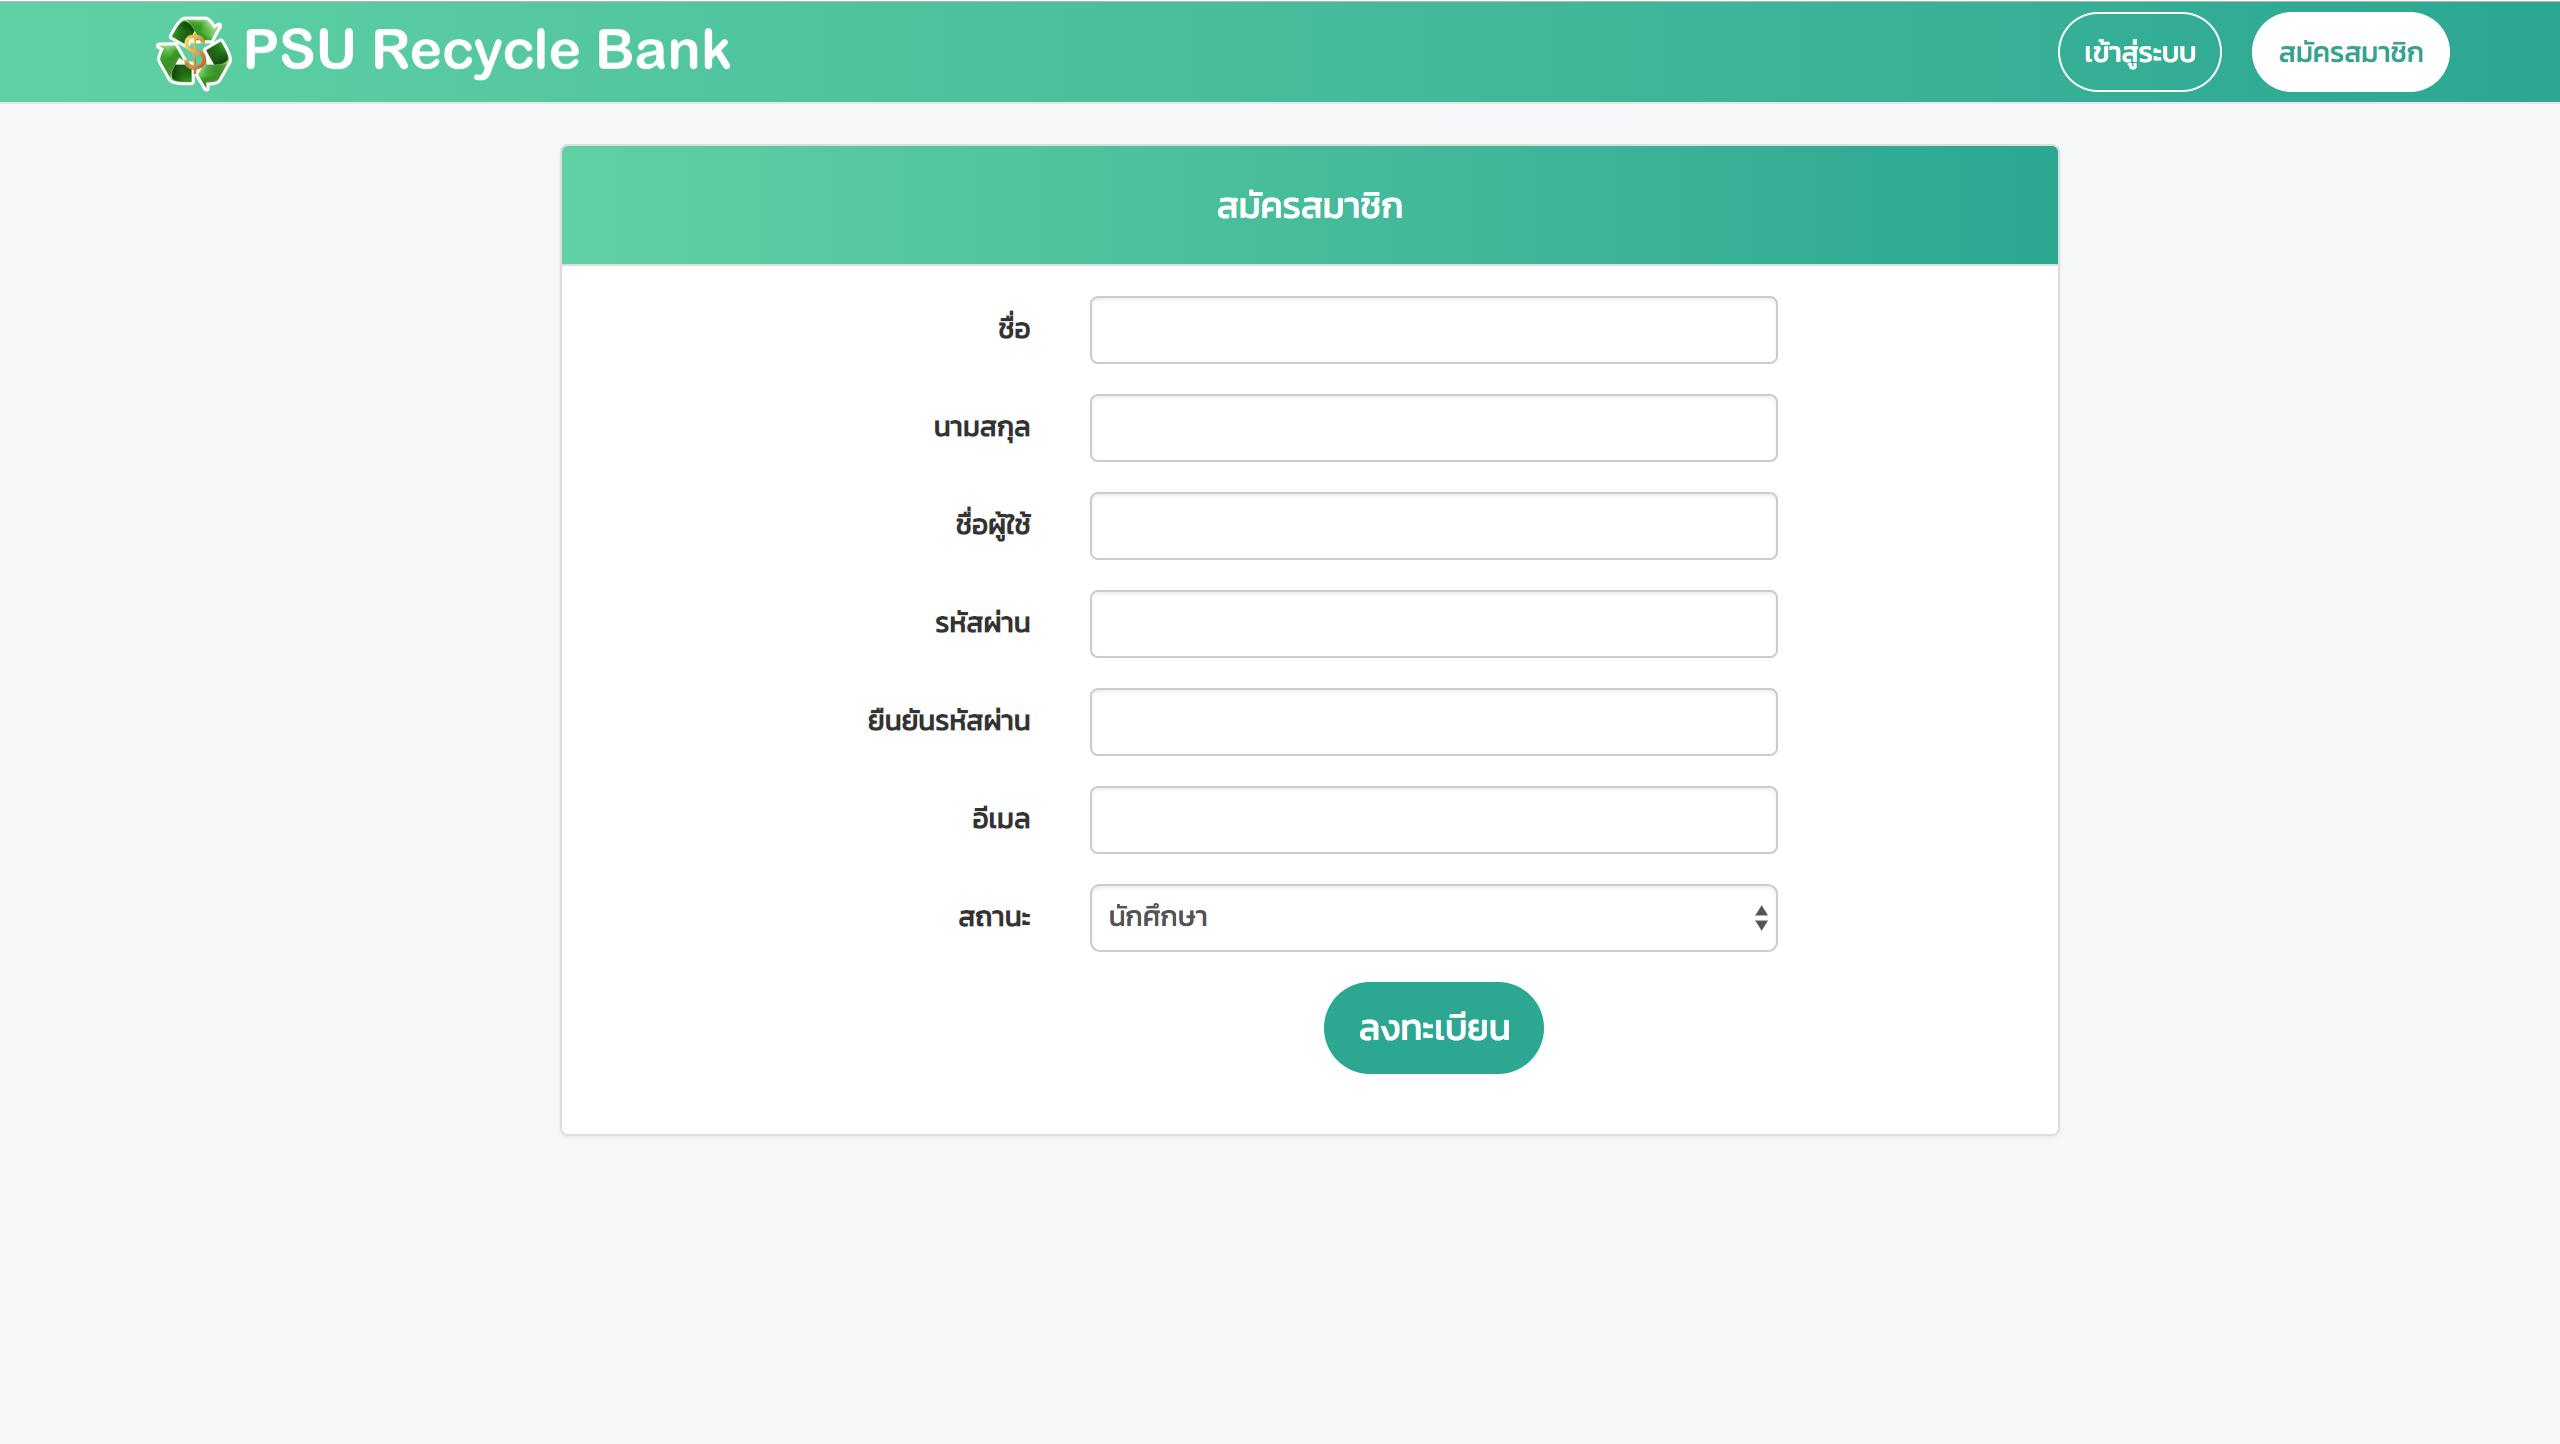 PSU Recycle Bank
เข้าสู่ระบบ
สมัครสมาชิก
สมัครสมาชิก
ชื่อ
นามสกุล
ชื่อผู้ใช้
รหัสผ่าน
ยืนยันรหัสผ่าน
อีเมล
สถานะ
นักศึกษา
ลงทะเบียน